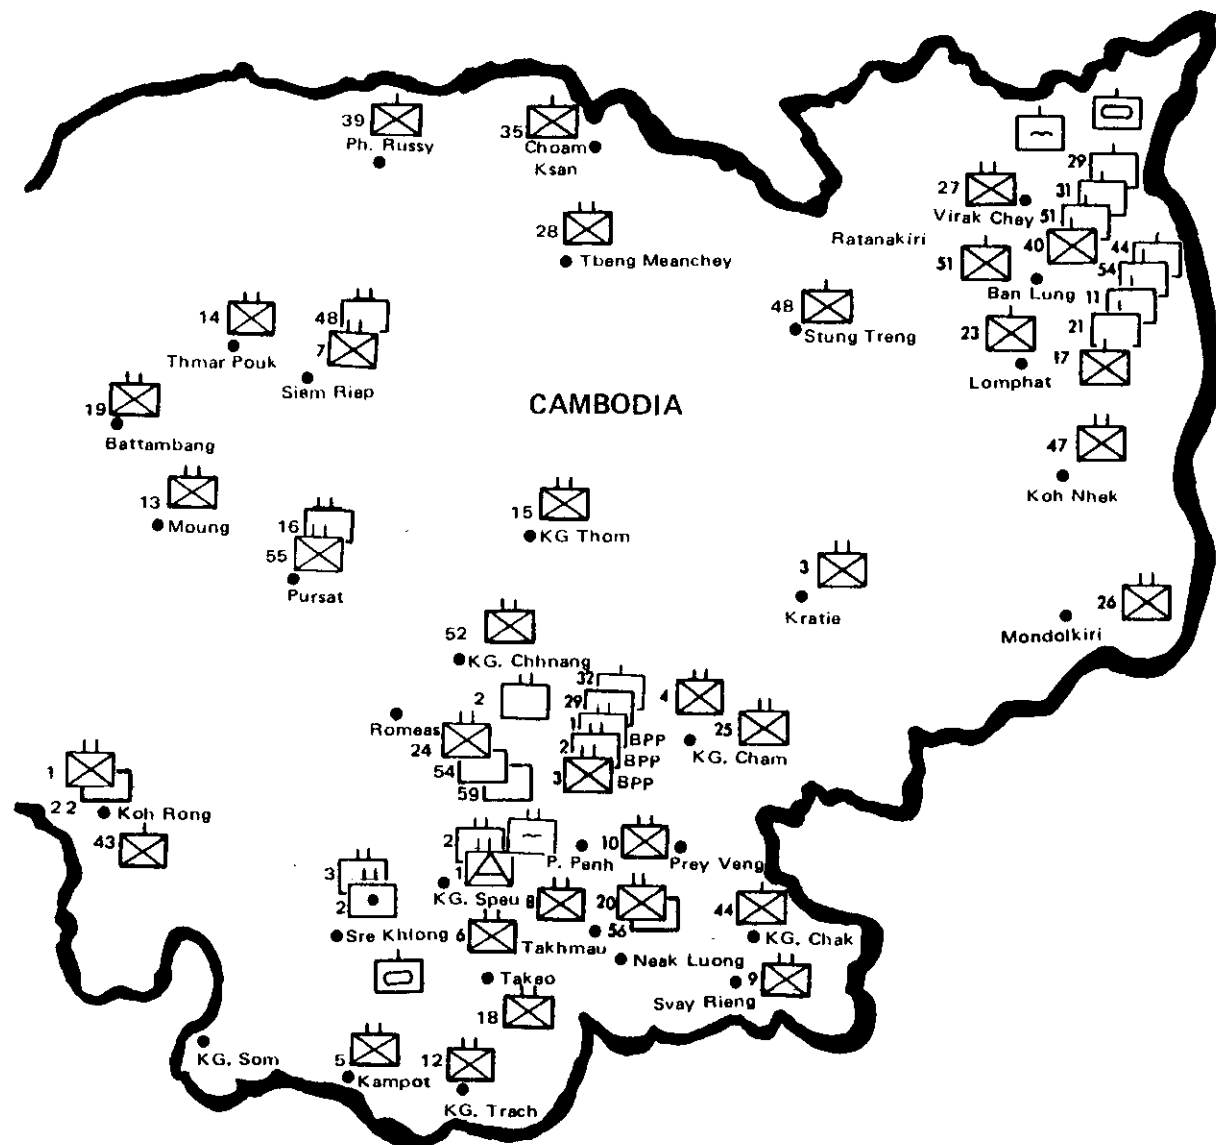 39
Ph. Russy
35
Choam
Ksan
29
27
31
Virak Chey
51
28
Ratanakiri
40
44
Tbeng Meanchey
51
54
Ban Lung
14
48
48
11
Thmar Pouk
7
Stung Treng
23
21
Siem Riep
Lomphat
17
19
CAMBODIA
Battambang
47
13
Koh Nhek
Moung
16
15
KG Thom
55
Pursat
3
Kratie
26
Mondolkiri
52
KG. Chhnang
32
2
29
4
Romeas
1
25
24
2
BPP
KG. Cham
54
BPP
1
3
BPP
59
22
Koh Rong
43
2
10
P. Penh
Prey Veng
3
1
KG. Speu
2
8
20
44
Sre Khlong
6
Takhmau
56
KG. Chak
Neak Luong
Takeo
9
Svay Rieng
18
KG. Som
5
12
Kampot
KG. Trach